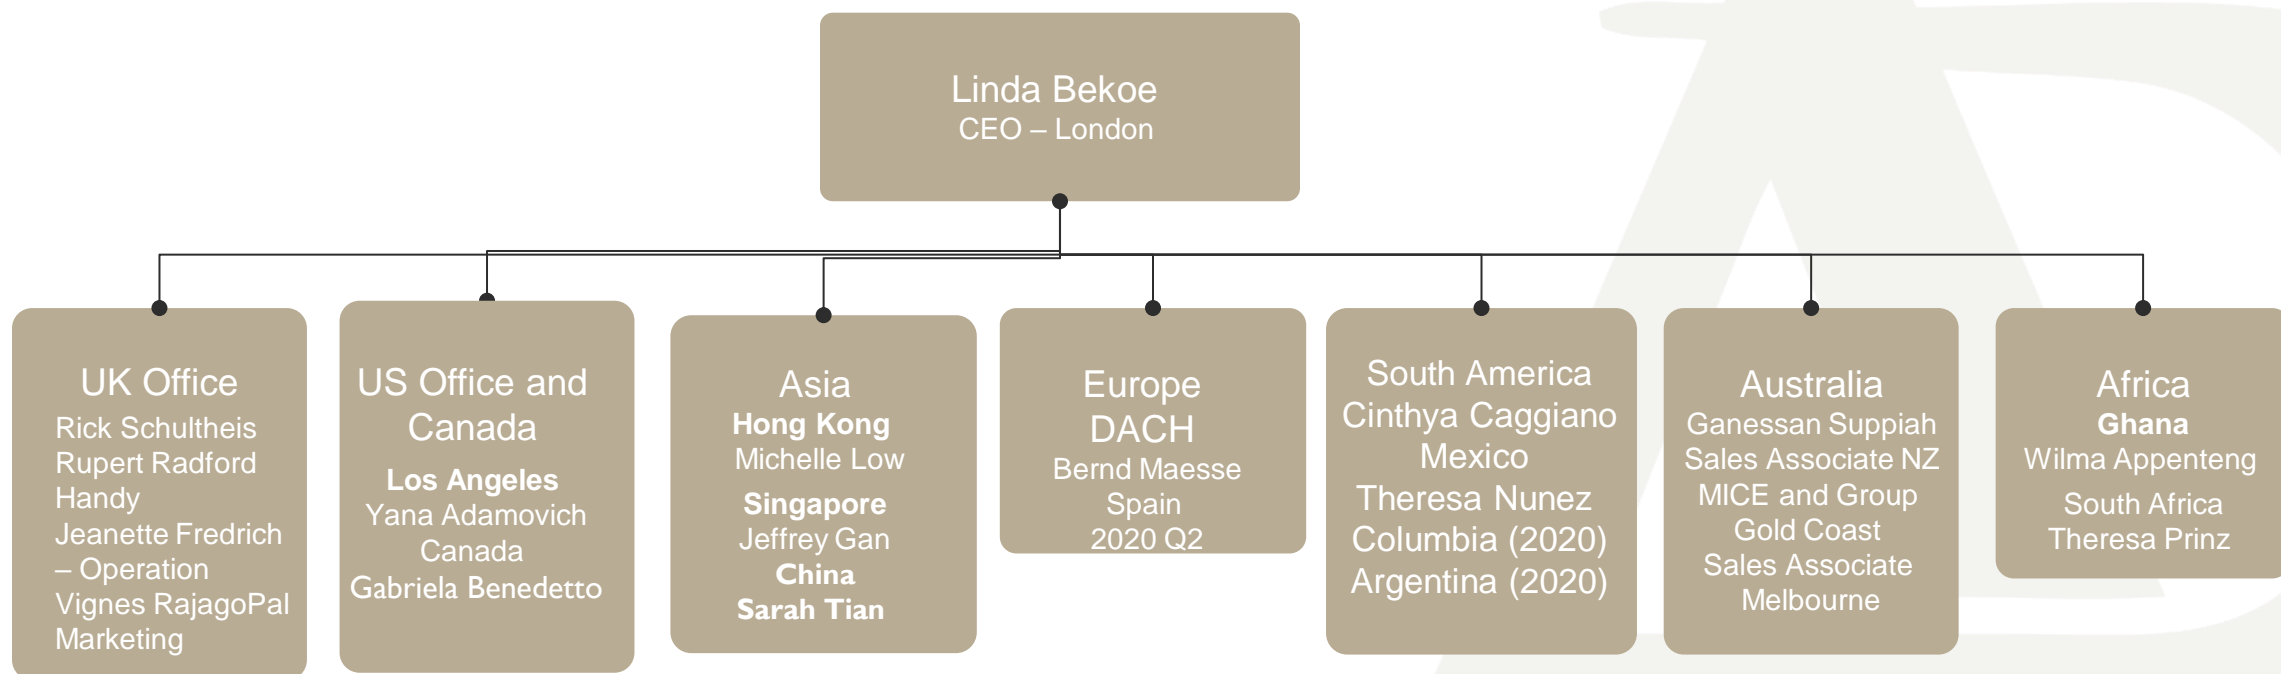 Linda Bekoe
CEO – London
UK Office
Rick Schultheis
Rupert Radford
Handy
Jeanette Fredrich
– Operation
Vignes RajagoPal
Marketing
US Office and
Canada
Los Angeles
Yana Adamovich
Canada
Gabriela Benedetto
Asia
Hong Kong
Michelle Low
Singapore
Jeffrey Gan
China
Sarah Tian
Europe
DACH
Bernd Maesse
Spain
2020 Q2
South America
Cinthya Caggiano
Mexico
Theresa Nunez
Columbia (2020)
Argentina (2020)
Australia
Ganessan Suppiah
Sales Associate NZ
MICE and Group
Gold Coast
Sales Associate
Melbourne
Africa
Ghana
Wilma Appenteng
South Africa
Theresa Prinz